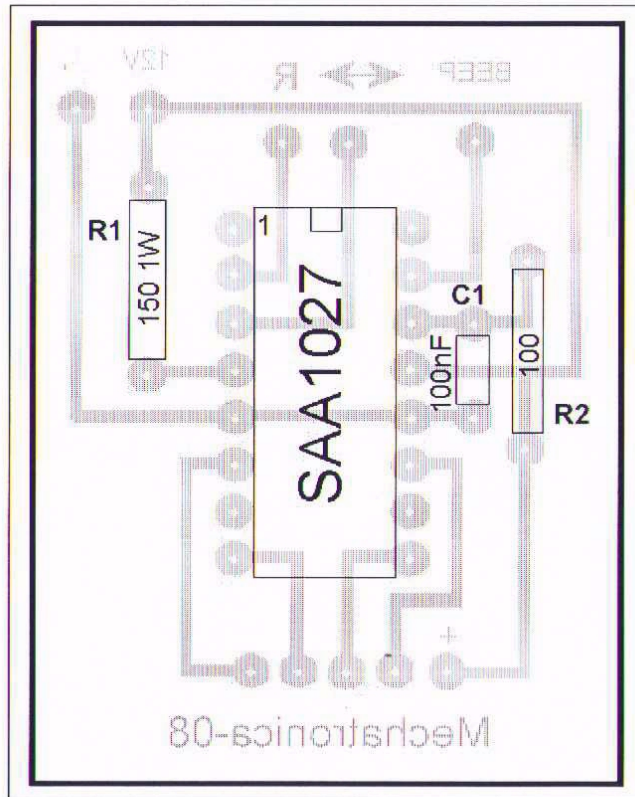 12V
R
BEEP
R1
1
150 1W
SAA1027
C1
100nF
100
R2
+
Mechatronica-08